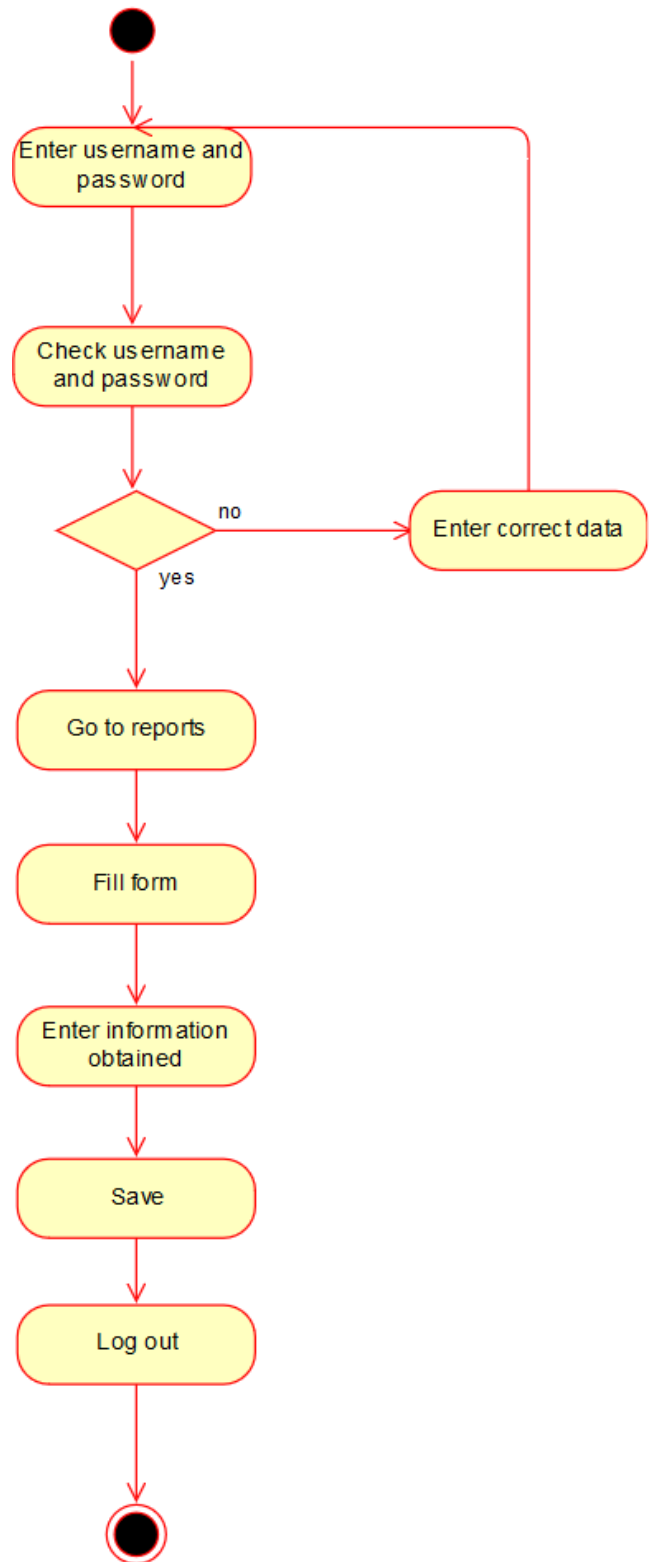 Enter username and
password
Check username
and password
no
Enter correct data
yes
Go to reports
Fill form
Enter information
obtained
Save
Log out